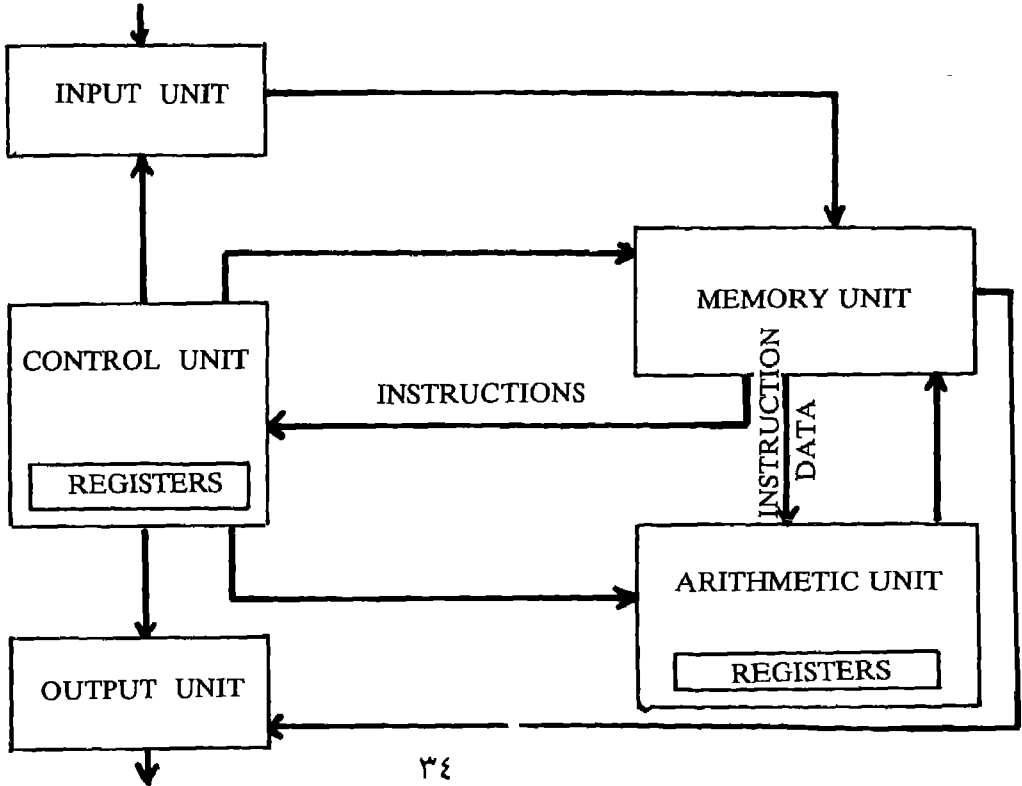 INPUT UNIT
MEMORY UNIT
CONTROL UNIT
INSTRUCTIONS
INSTRUCTION
DATA
REGISTERS
ARITHMETIC UNIT
REGISTERS
OUTPUT UNIT
٣٤